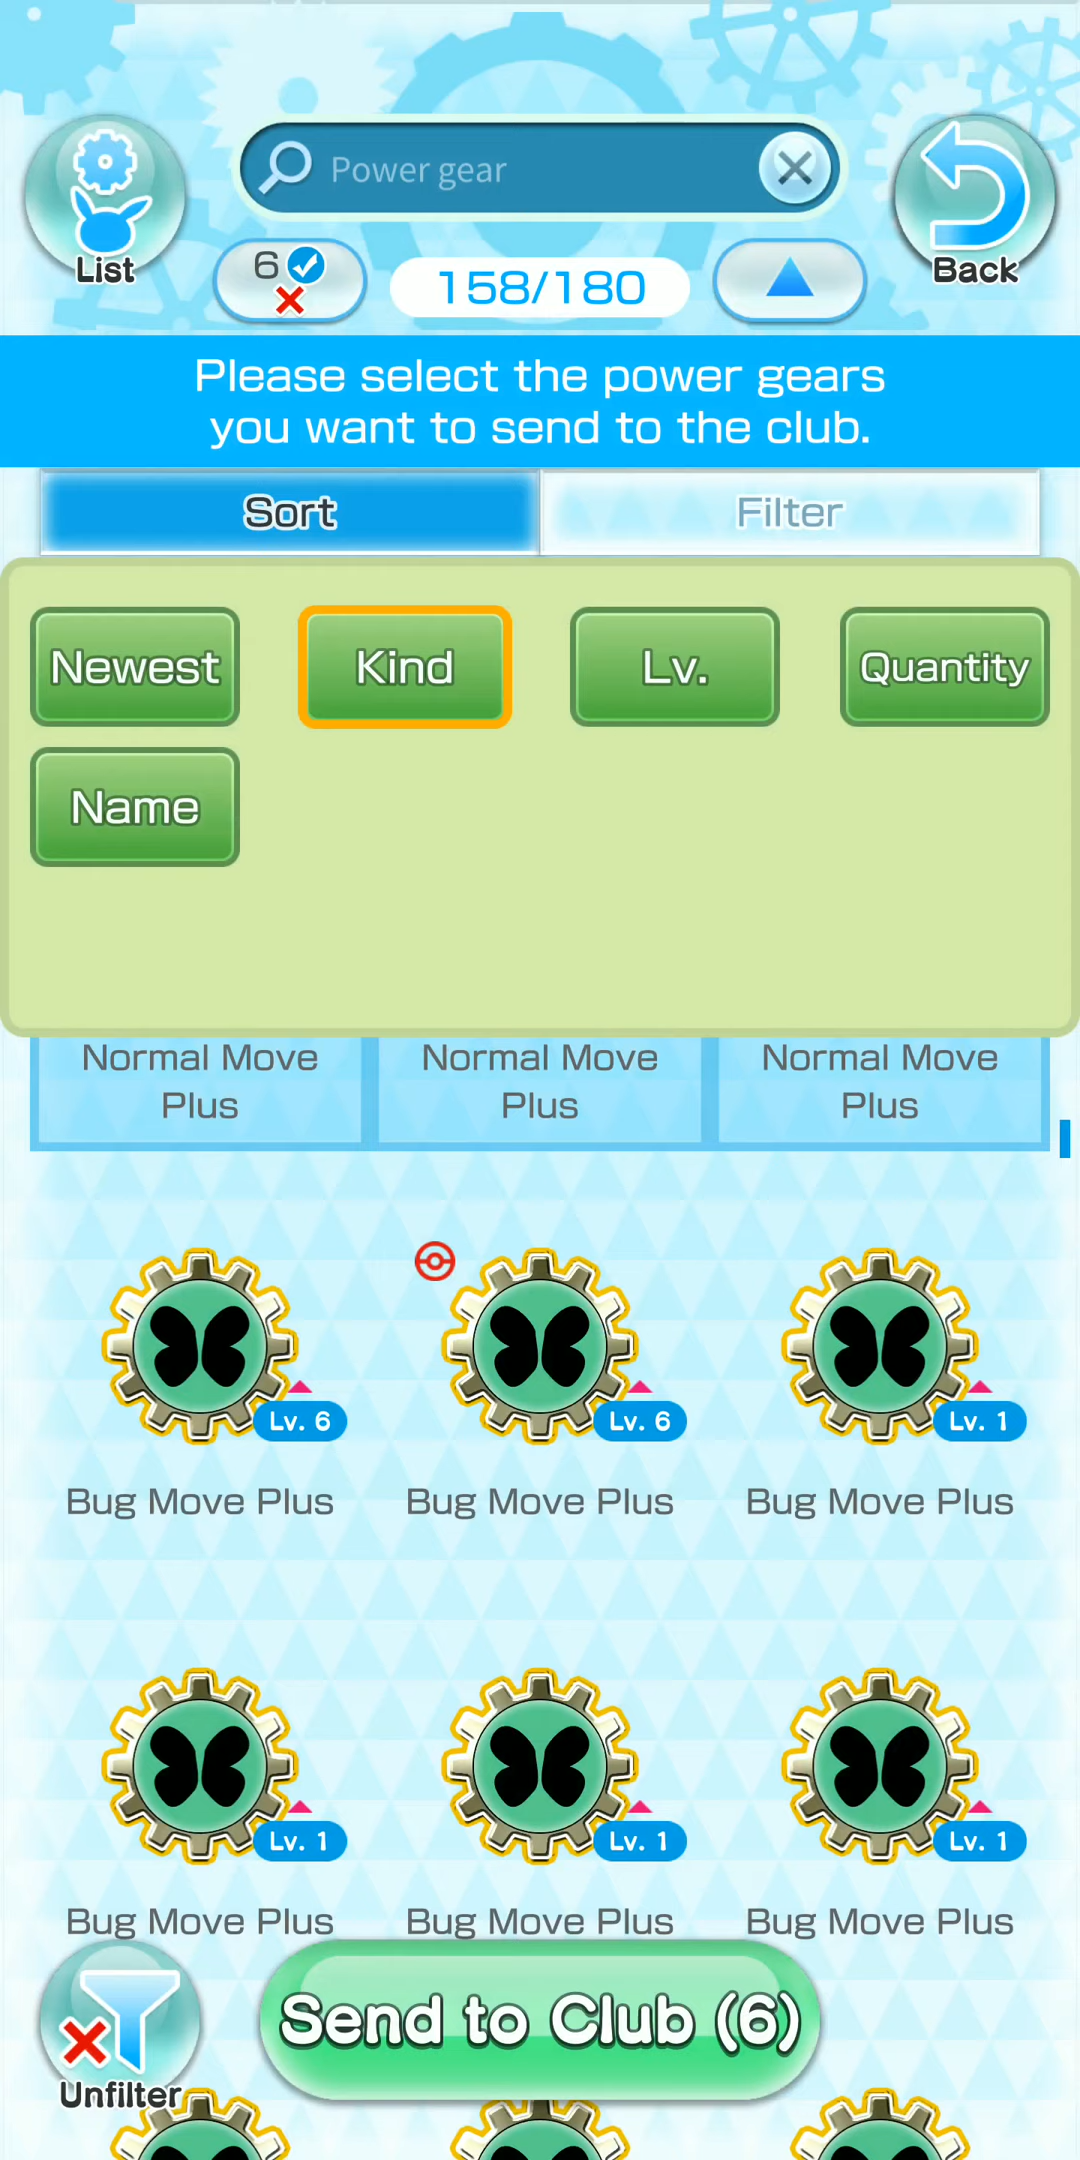 Power gear
List
6
158/180
Back
Please select the power gears
you want to send to the club.
Sort
Filter
Newest
Kind
Lv.
Quantity
Name
Normal Move
Plus
Normal Move
Plus
Normal Move
Plus
Lv. 6
Lv. 6
Lv. 1
Bug Move Plus
Bug Move Plus
Bug Move Plus
Lv. 1
Lv. 1
Lv. 1
Bug Move Plus
Bug Move Plus
Bug Move Plus
Send to Club (6)
Unfilter